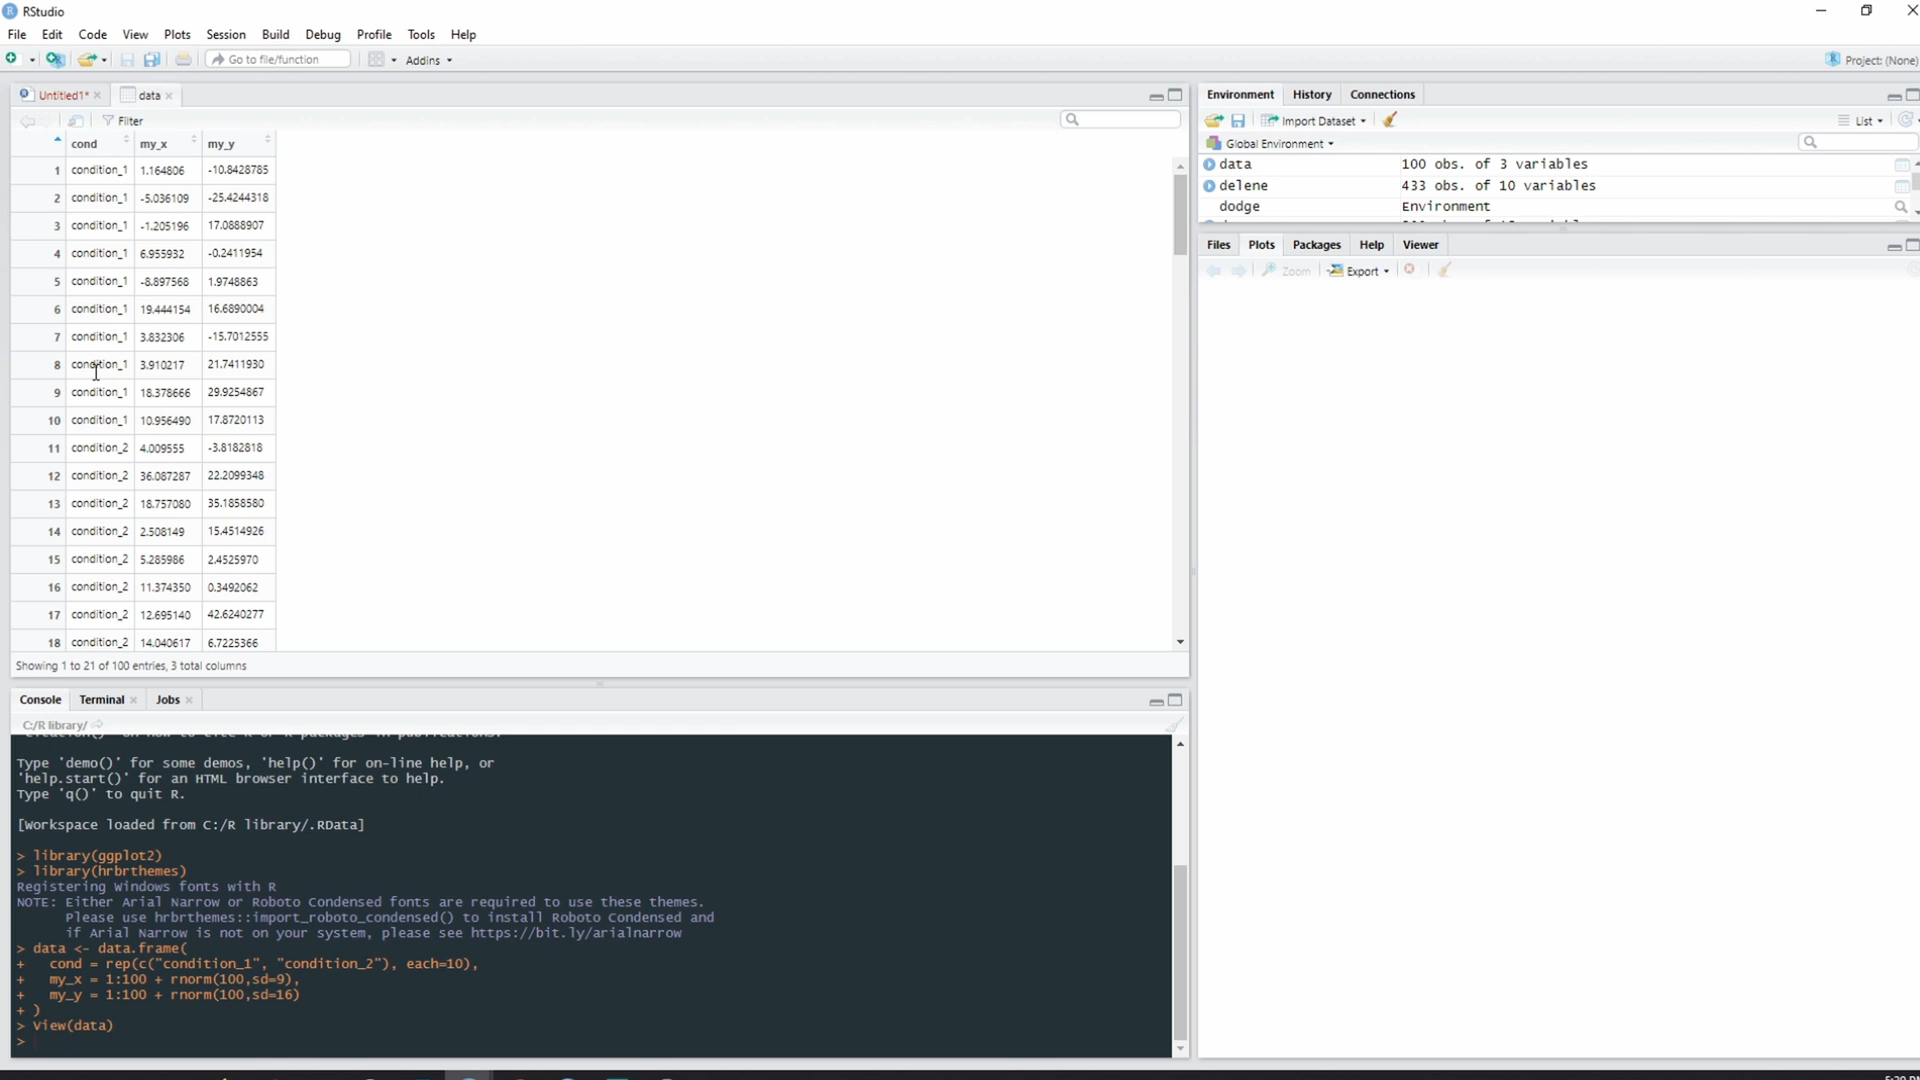 RStudio
File Edit Code View Plots Session Build Debug Profile Tools Help
Go to file/function Addins Project: (None)
Untitled1* data
Filter
cond my_x my_y
1 condition_1 1.164806 -10.8428785
2 condition_1 -5.036109 -25.4244318
3 condition_1 -1.205196 17.0888907
4 condition_1 6.955932 -0.2411954
5 condition_1 -8.897568 1.9748863
6 condition_1 19.444154 16.6890004
7 condition_1 3.832306 -15.7012555
8 condition_1 3.910217 21.7411930
9 condition_1 18.378666 29.9254867
10 condition_1 10.956490 17.8720113
11 condition_2 4.009555 -3.8182818
12 condition_2 36.087287 22.2099348
13 condition_2 18.757080 35.1858580
14 condition_2 2.508149 15.4514926
15 condition_2 5.285986 2.4525970
16 condition_2 11.374350 0.3492062
17 condition_2 12.695140 42.6240277
18 condition_2 14.040617 6.7225366
Showing 1 to 21 of 100 entries, 3 total columns
Console Terminal Jobs
C:/R library/
Type 'demo()' for some demos, 'help()' for on-line help, or
'help.start()' for an HTML browser interface to help.
Type 'q()' to quit R.
[Workspace loaded from C:/R library/.RData]
> library(ggplot2)
> library(hrbrthemes)
Registering Windows fonts with R
NOTE: Either Arial Narrow or Roboto Condensed fonts are required to use these themes.
Please use hrbrthemes::import_roboto_condensed() to install Roboto Condensed and
if Arial Narrow is not on your system, please see https://bit.ly/arialnarrow
> data <- data.frame(
+ cond = rep(c("condition_1", "condition_2"), each=10),
+ my_x = 1:100 + rnorm(100,sd=9),
+ my_y = 1:100 + rnorm(100,sd=16)
+ )
> View(data)
>
Environment History Connections
Import Dataset List
Global Environment
data 100 obs. of 3 variables
delene 433 obs. of 10 variables
dodge Environment
Files Plots Packages Help Viewer
Zoom Export